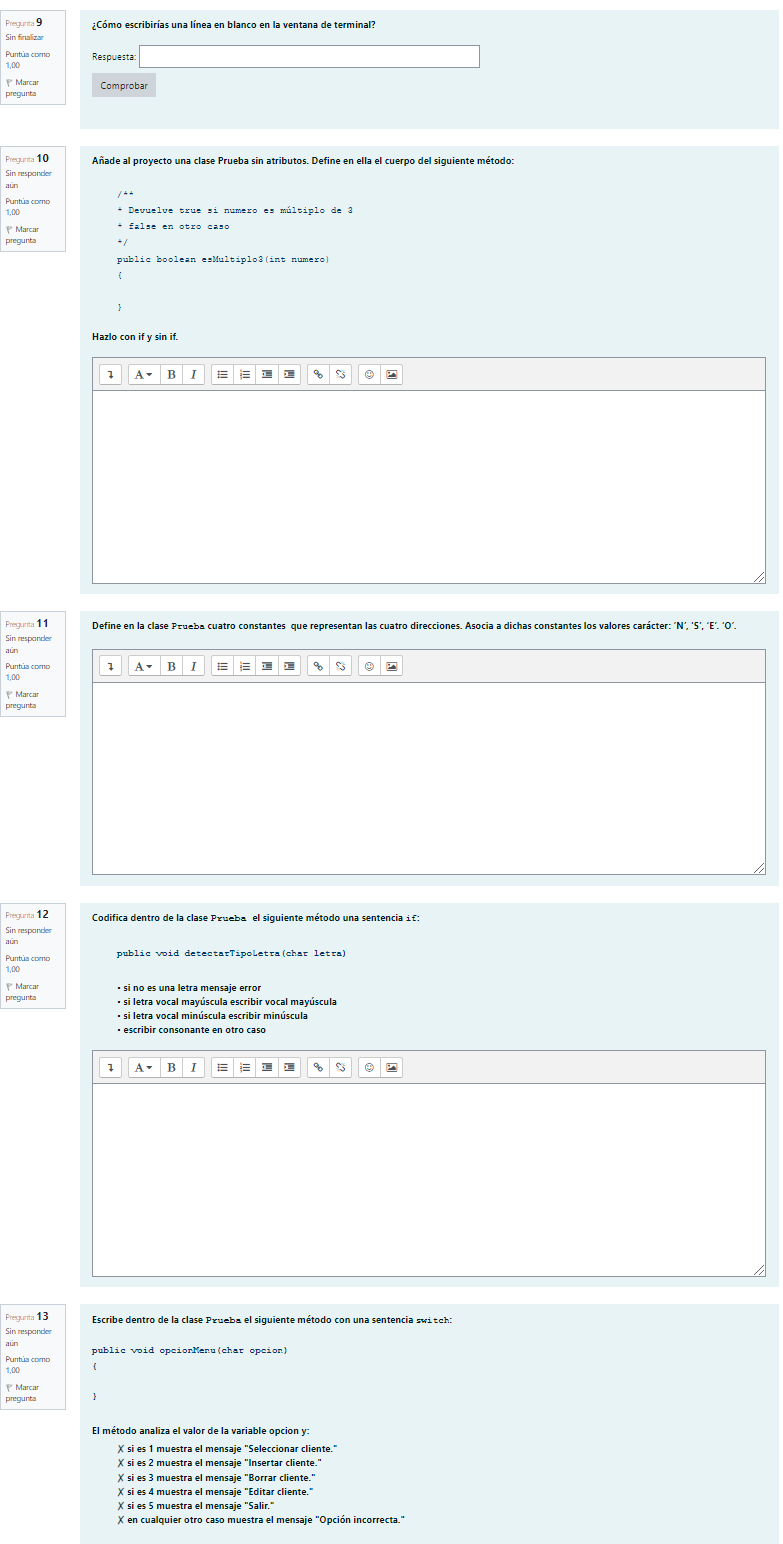 Pregunta 9
Sin finalizar
Puntúa como
1,00
Marcar
pregunta
¿Cómo escribirías una línea en blanco en la ventana de terminal?
Respuesta:
Comprobar
Pregunta 10
Sin responder
aún
Puntúa como
1,00
Marcar
pregunta
Añade al proyecto una clase Prueba sin atributos. Define en ella el cuerpo del siguiente método:
/**
* Devuelve true si numero es múltiplo de 3
* false en otro caso
*/
public boolean esMultiplo3(int numero)
{
}
Hazlo con if y sin if.
A B I
Pregunta 11
Sin responder
aún
Puntúa como
1,00
Marcar
pregunta
Define en la clase Prueba cuatro constantes que representan las cuatro direcciones. Asocia a dichas constantes los valores carácter: ‘N’, ‘S’, ‘E’. ‘O’.
A B I
Pregunta 12
Sin responder
aún
Puntúa como
1,00
Marcar
pregunta
Codifica dentro de la clase Prueba el siguiente método una sentencia if:
public void detectarTipoLetra(char letra)
• si no es una letra mensaje error
• si letra vocal mayúscula escribir vocal mayúscula
• si letra vocal minúscula escribir minúscula
• escribir consonante en otro caso
A B I
Pregunta 13
Sin responder
aún
Puntúa como
1,00
Marcar
pregunta
Escribe dentro de la clase Prueba el siguiente método con una sentencia switch:
public void opcionMenu(char opcion)
{
}
El método analiza el valor de la variable opcion y:
✗ si es 1 muestra el mensaje "Seleccionar cliente."
✗ si es 2 muestra el mensaje "Insertar cliente."
✗ si es 3 muestra el mensaje "Borrar cliente."
✗ si es 4 muestra el mensaje "Editar cliente."
✗ si es 5 muestra el mensaje "Salir."
✗ en cualquier otro caso muestra el mensaje "Opción incorrecta."